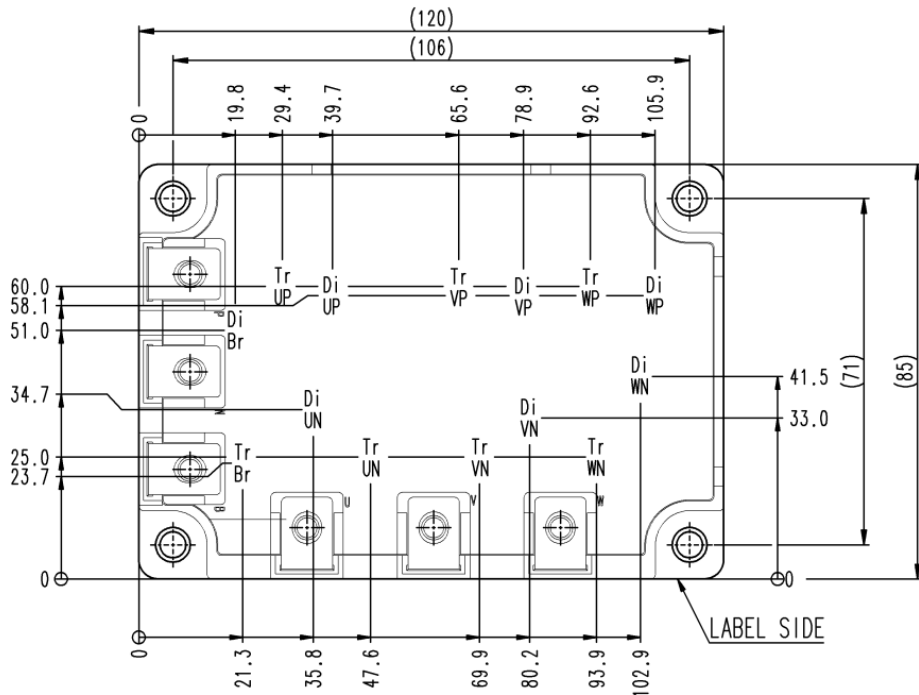 (120)
(106)
0
19.8
29.4
39.7
65.6
78.9
92.6
105.9
Tr
UP
Di
UP
Tr
VP
Di
VP
Tr
WP
Di
WP
60.0
58.1
51.0
34.7
25.0
23.7
0
P
Di
Br
N
Di
UN
Di
WN
Di
VN
41.5
33.0
0
(71)
(85)
Tr
Br
Tr
UN
Tr
VN
Tr
WN
B
U
V
W
LABEL SIDE
0
21.3
35.8
47.6
69.9
80.2
93.9
102.9